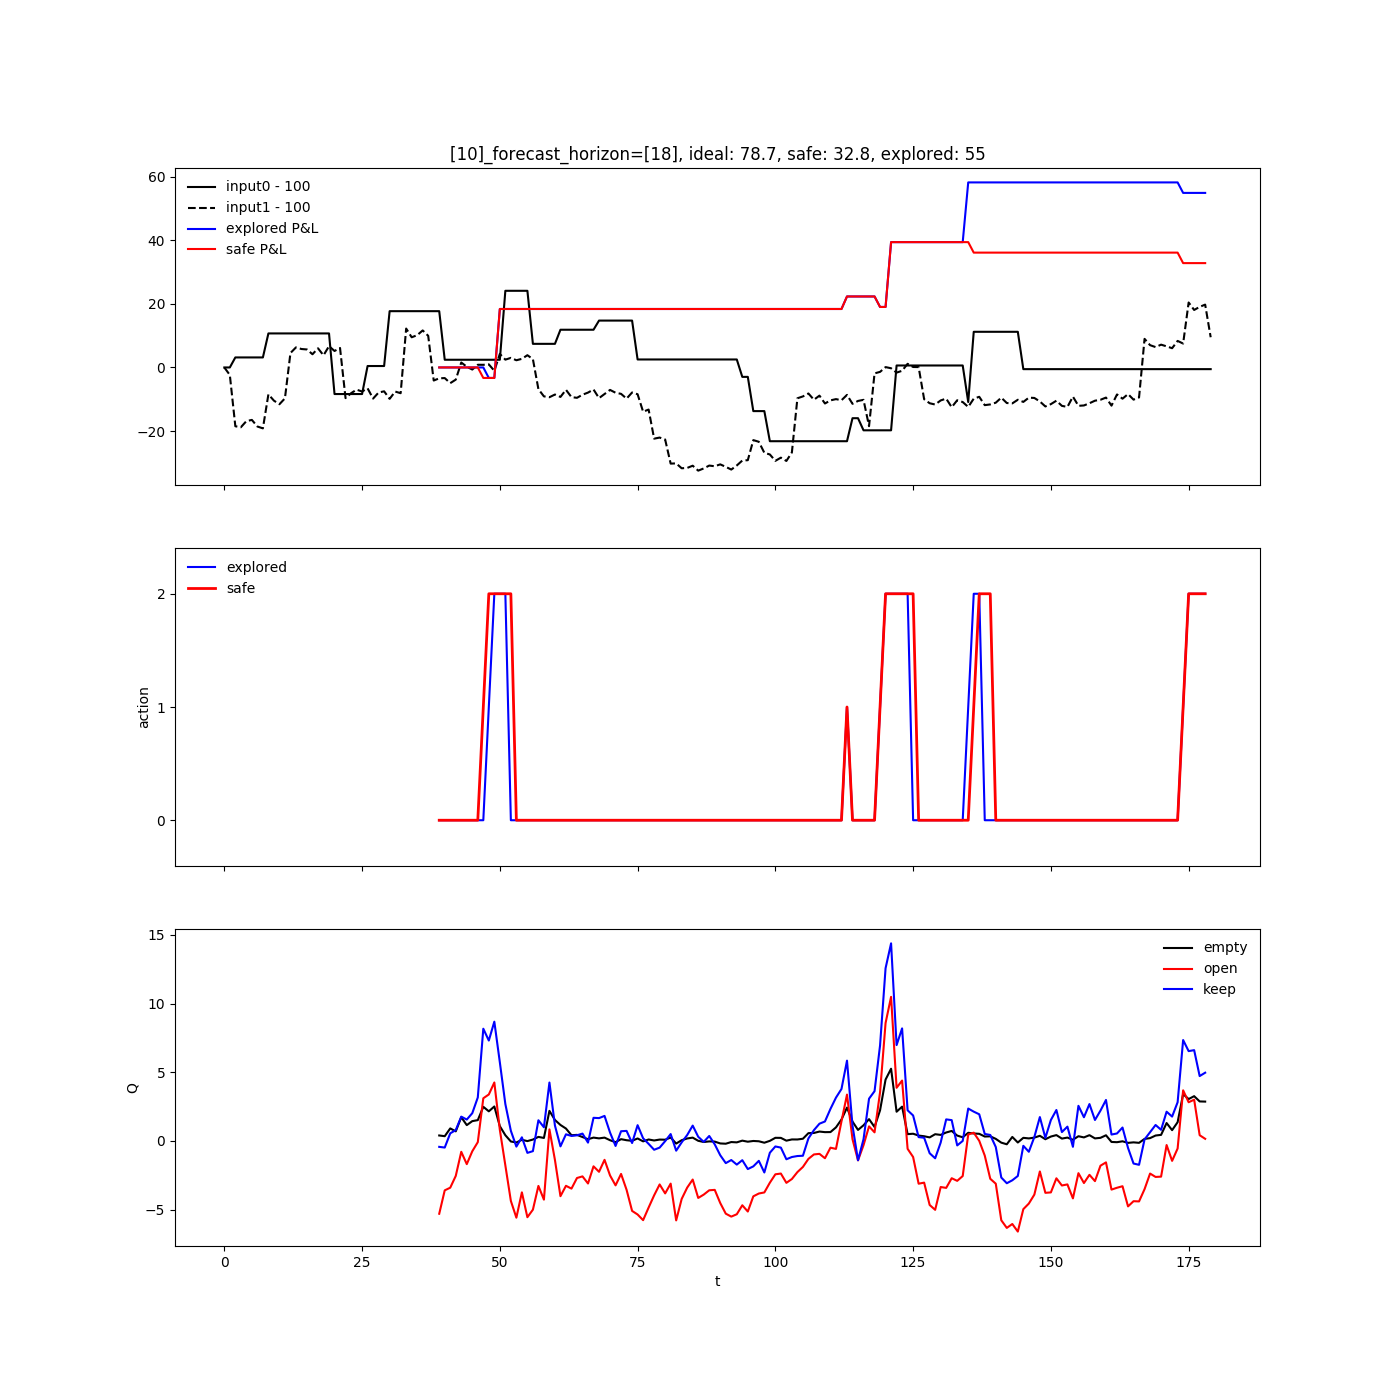 [10]_forecast_horizon=[18], ideal: 78.7, safe: 32.8, explored: 55
60
40
20
0
−20
input0 - 100
input1 - 100
explored P&L
safe P&L
2
1
0
action
explored
safe
15
10
5
0
−5
Q
empty
open
keep
0
25
50
75
100
125
150
175
t